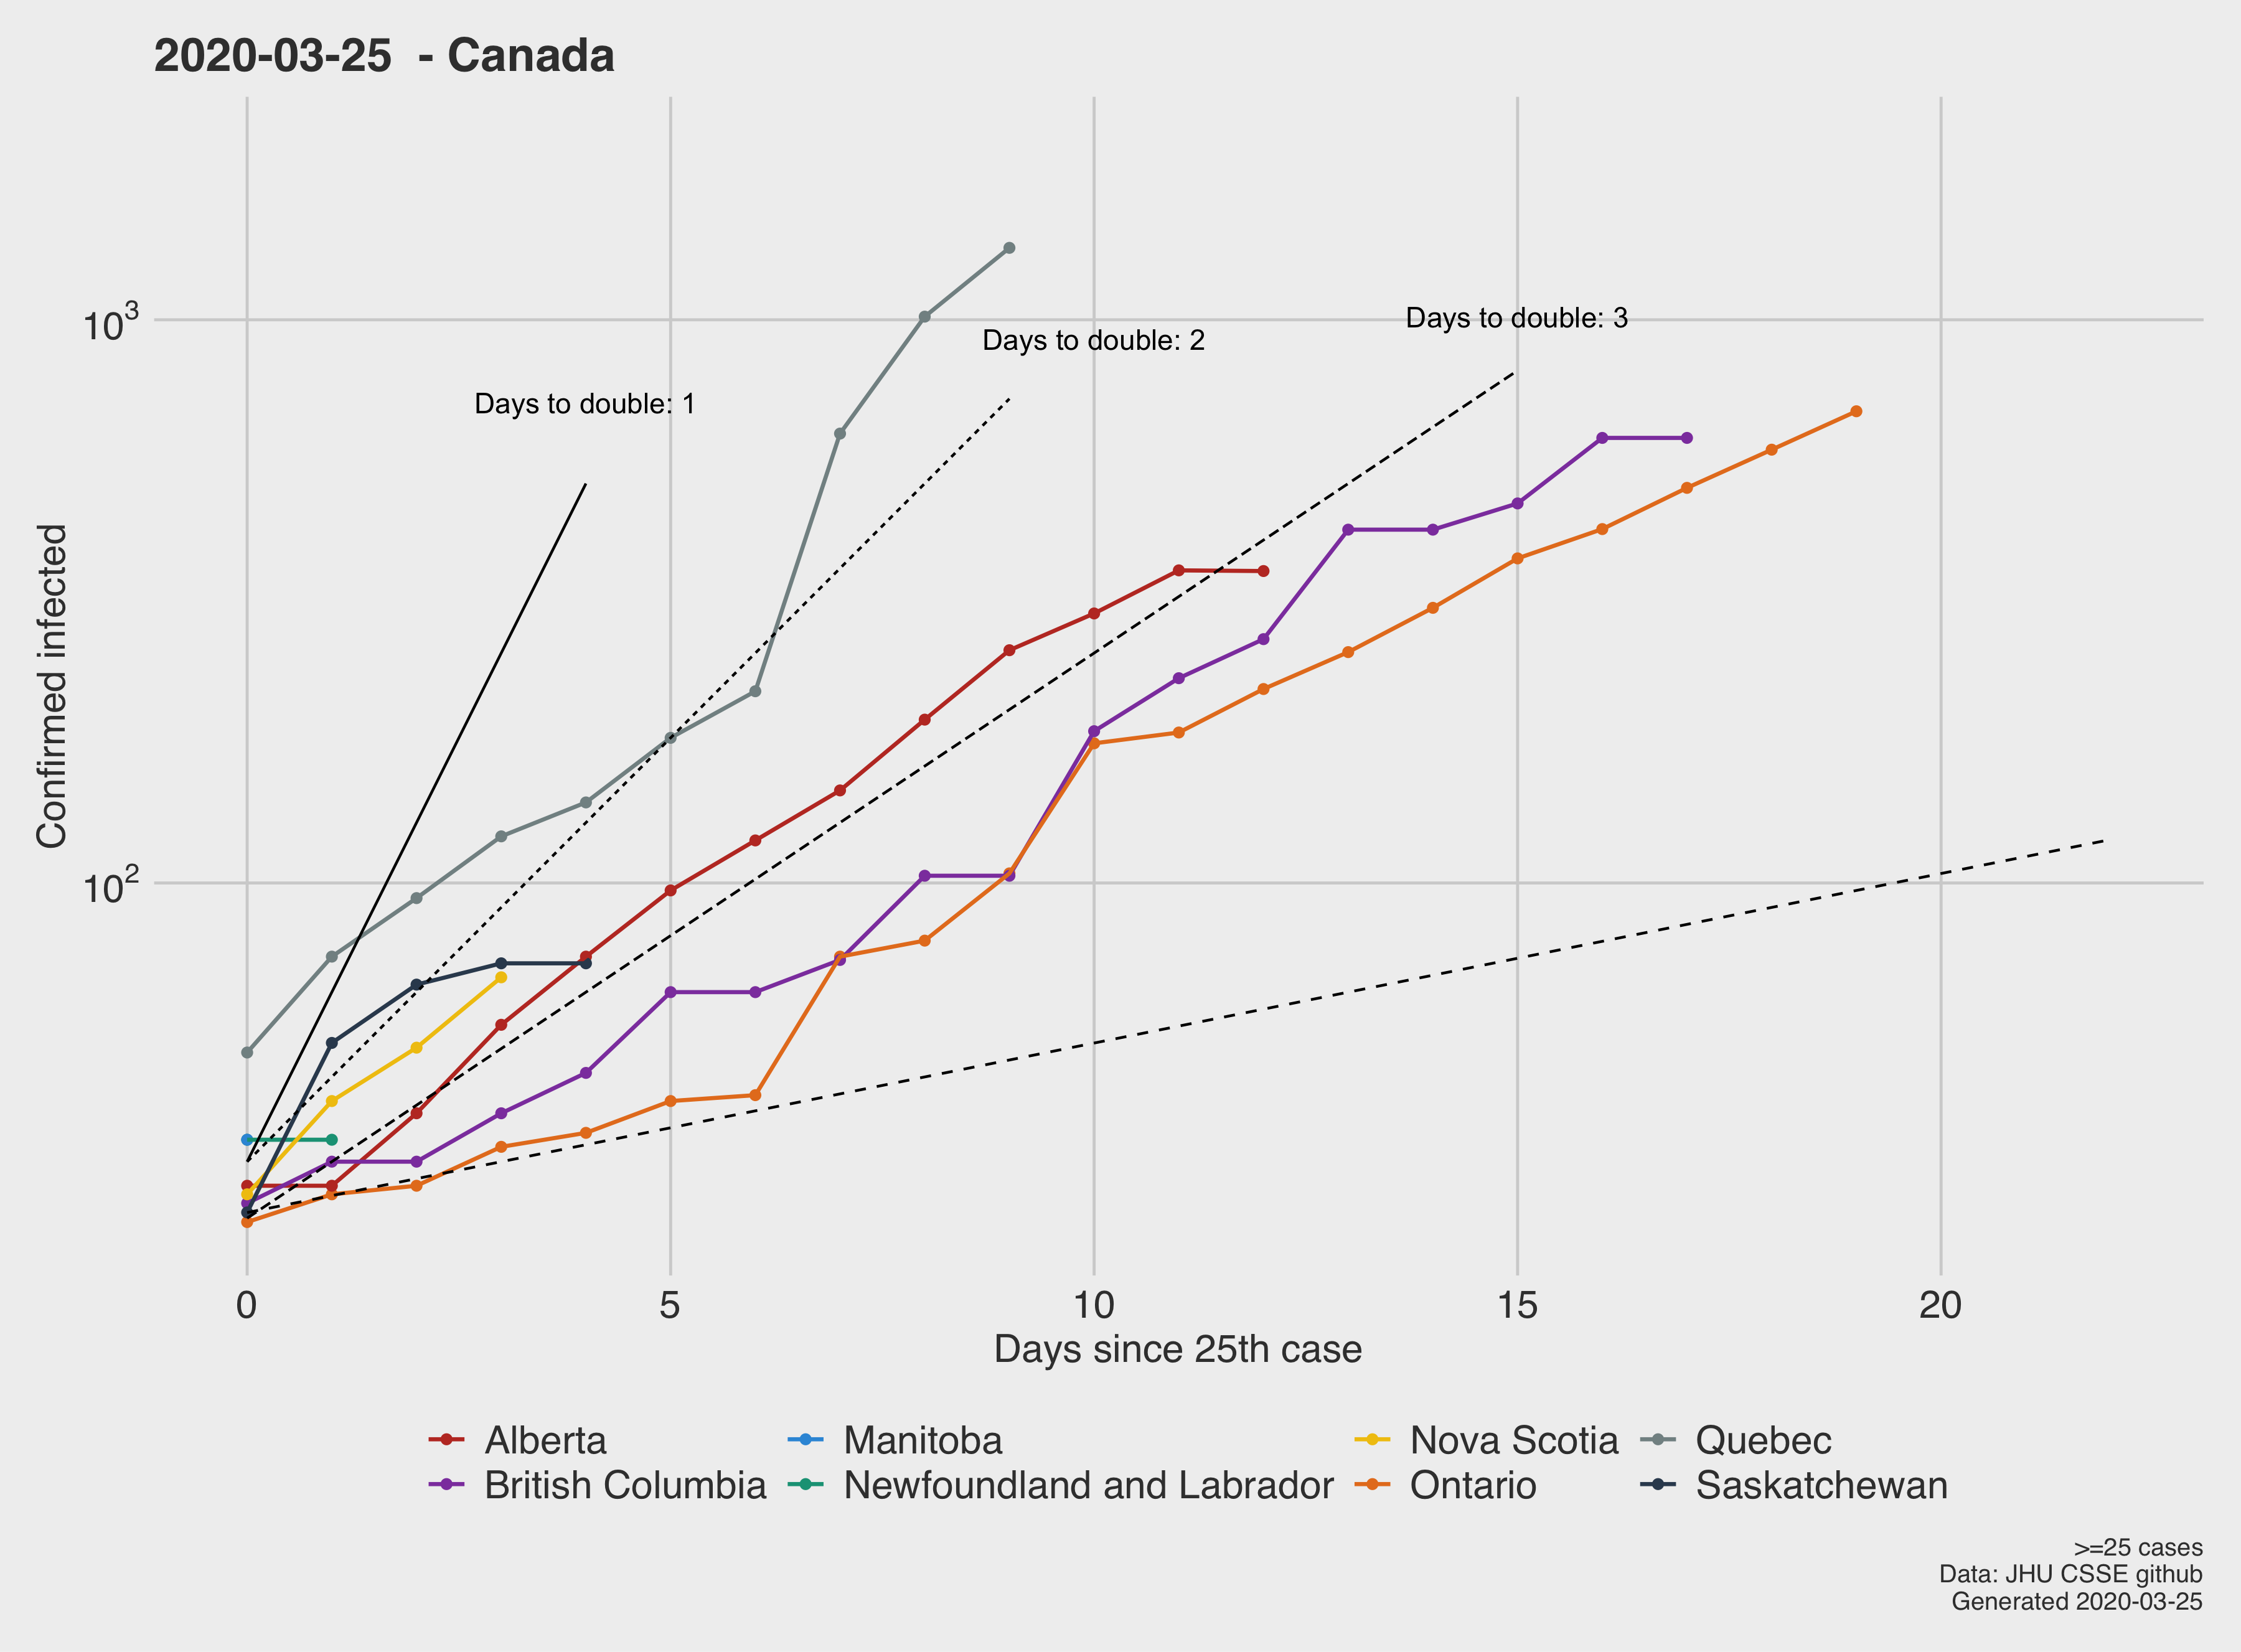 2020-03-25  - Canada
Days to double: 1
Days to double: 2
Days to double: 3
Confirmed infected
10³
10²
0 5 10 15 20
Days since 25th case
Alberta Manitoba Nova Scotia Quebec
British Columbia Newfoundland and Labrador Ontario Saskatchewan
>=25 cases
Data: JHU CSSE github
Generated 2020-03-25